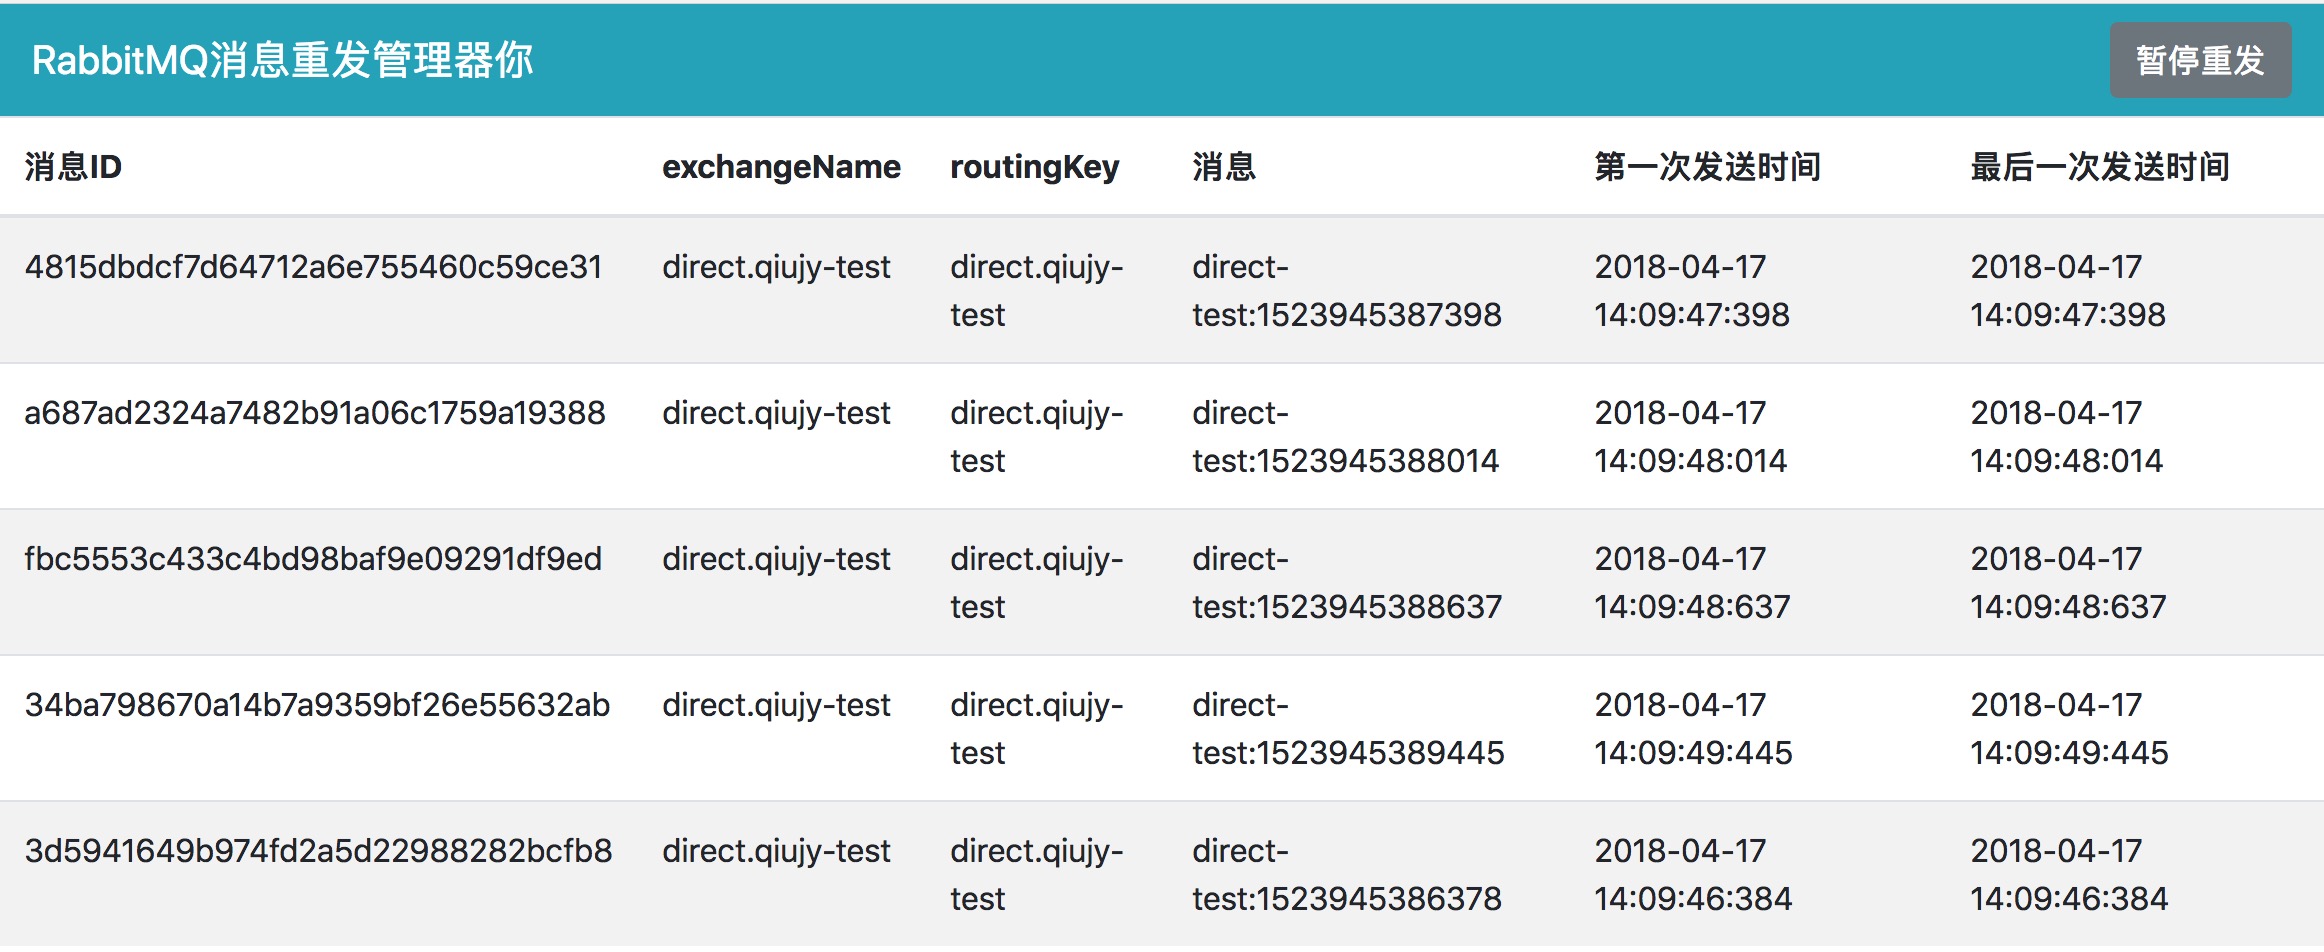 RabbitMQ消息重发管理器你
暂停重发
消息ID exchangeName routingKey 消息 第一次发送时间 最后一次发送时间
4815dbdcf7d64712a6e755460c59ce31 direct.qiujy-test direct.qiujy- direct- 2018-04-17 2018-04-17
test test:1523945387398 14:09:47:398 14:09:47:398
a687ad2324a7482b91a06c1759a19388 direct.qiujy-test direct.qiujy- direct- 2018-04-17 2018-04-17
test test:1523945388014 14:09:48:014 14:09:48:014
fbc5553c433c4bd98baf9e09291df9ed direct.qiujy-test direct.qiujy- direct- 2018-04-17 2018-04-17
test test:1523945388637 14:09:48:637 14:09:48:637
34ba798670a14b7a9359bf26e55632ab direct.qiujy-test direct.qiujy- direct- 2018-04-17 2018-04-17
test test:1523945389445 14:09:49:445 14:09:49:445
3d5941649b974fd2a5d22988282bcfb8 direct.qiujy-test direct.qiujy- direct- 2018-04-17 2018-04-17
test test:1523945386378 14:09:46:384 14:09:46:384